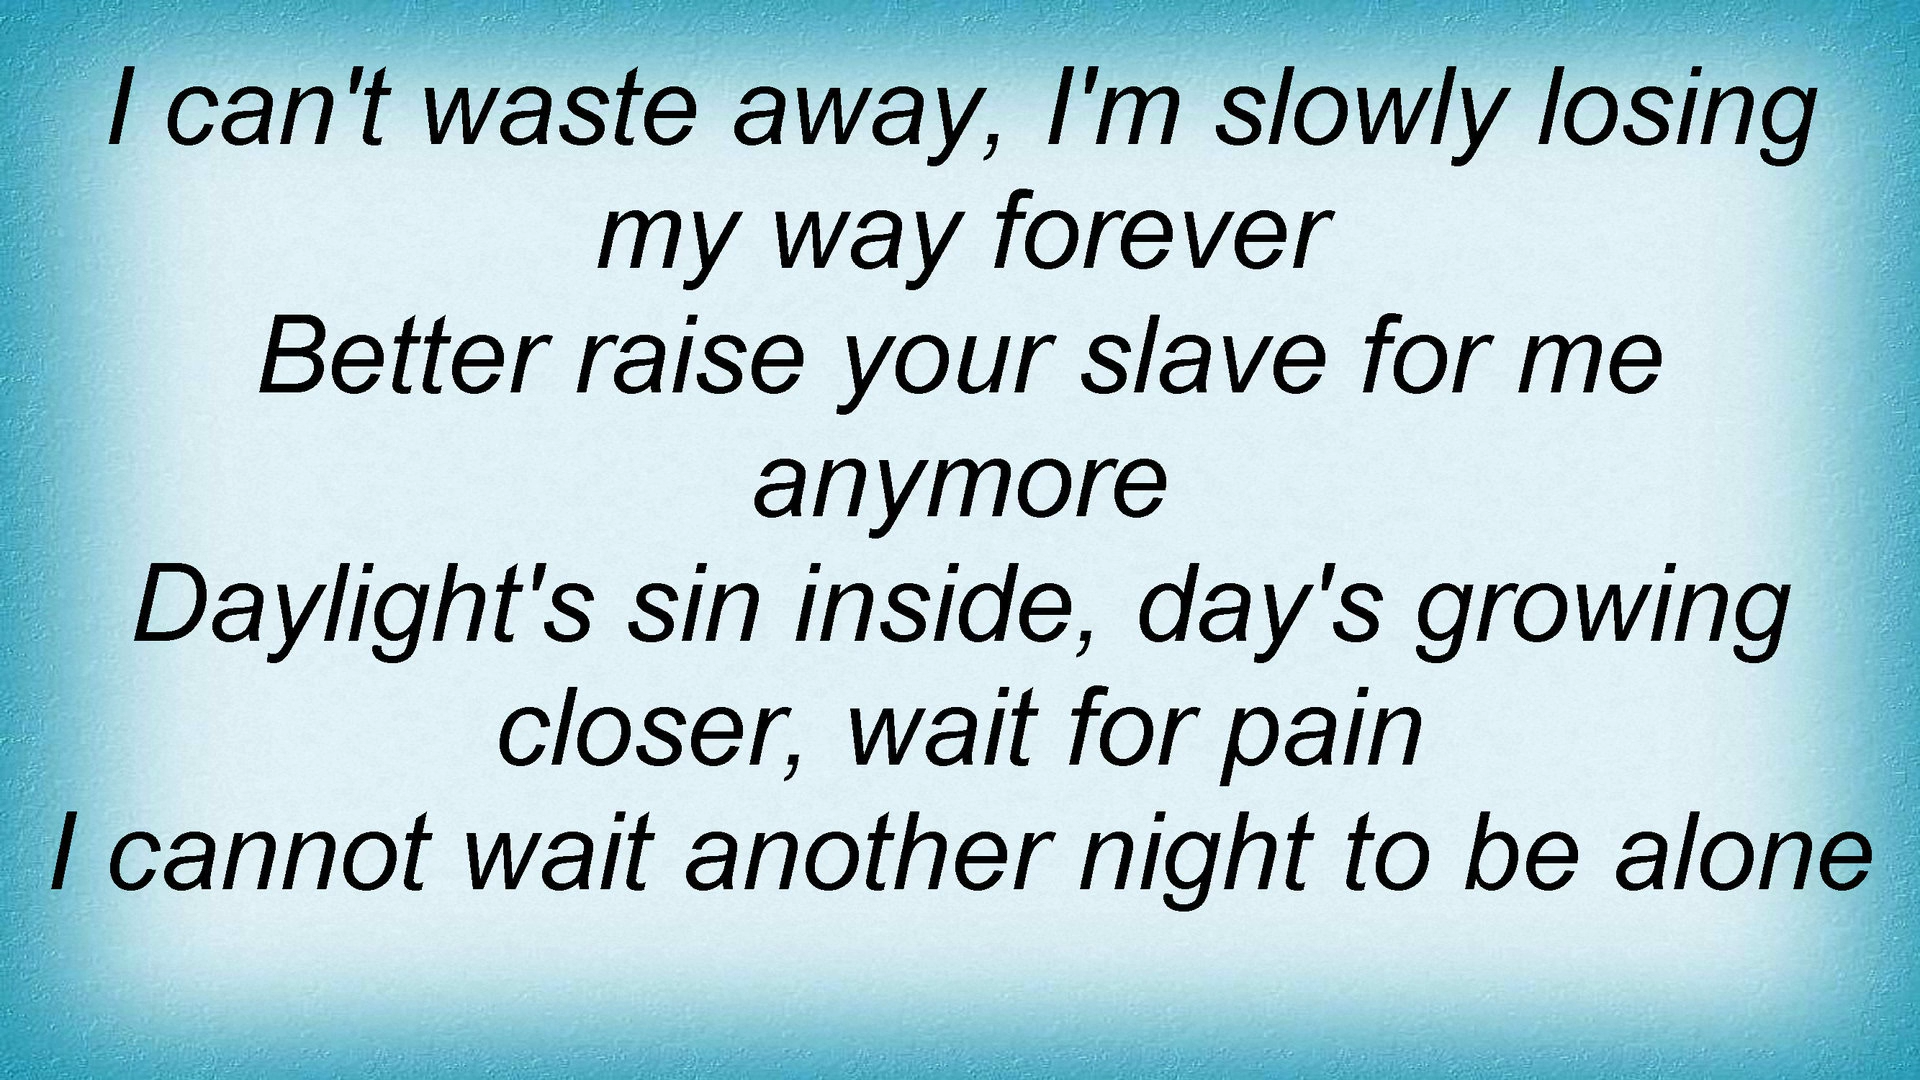 I can't waste away, I'm slowly losing
my way forever
Better raise your slave for me
anymore
Daylight's sin inside, day's growing
closer, wait for pain
I cannot wait another night to be alone